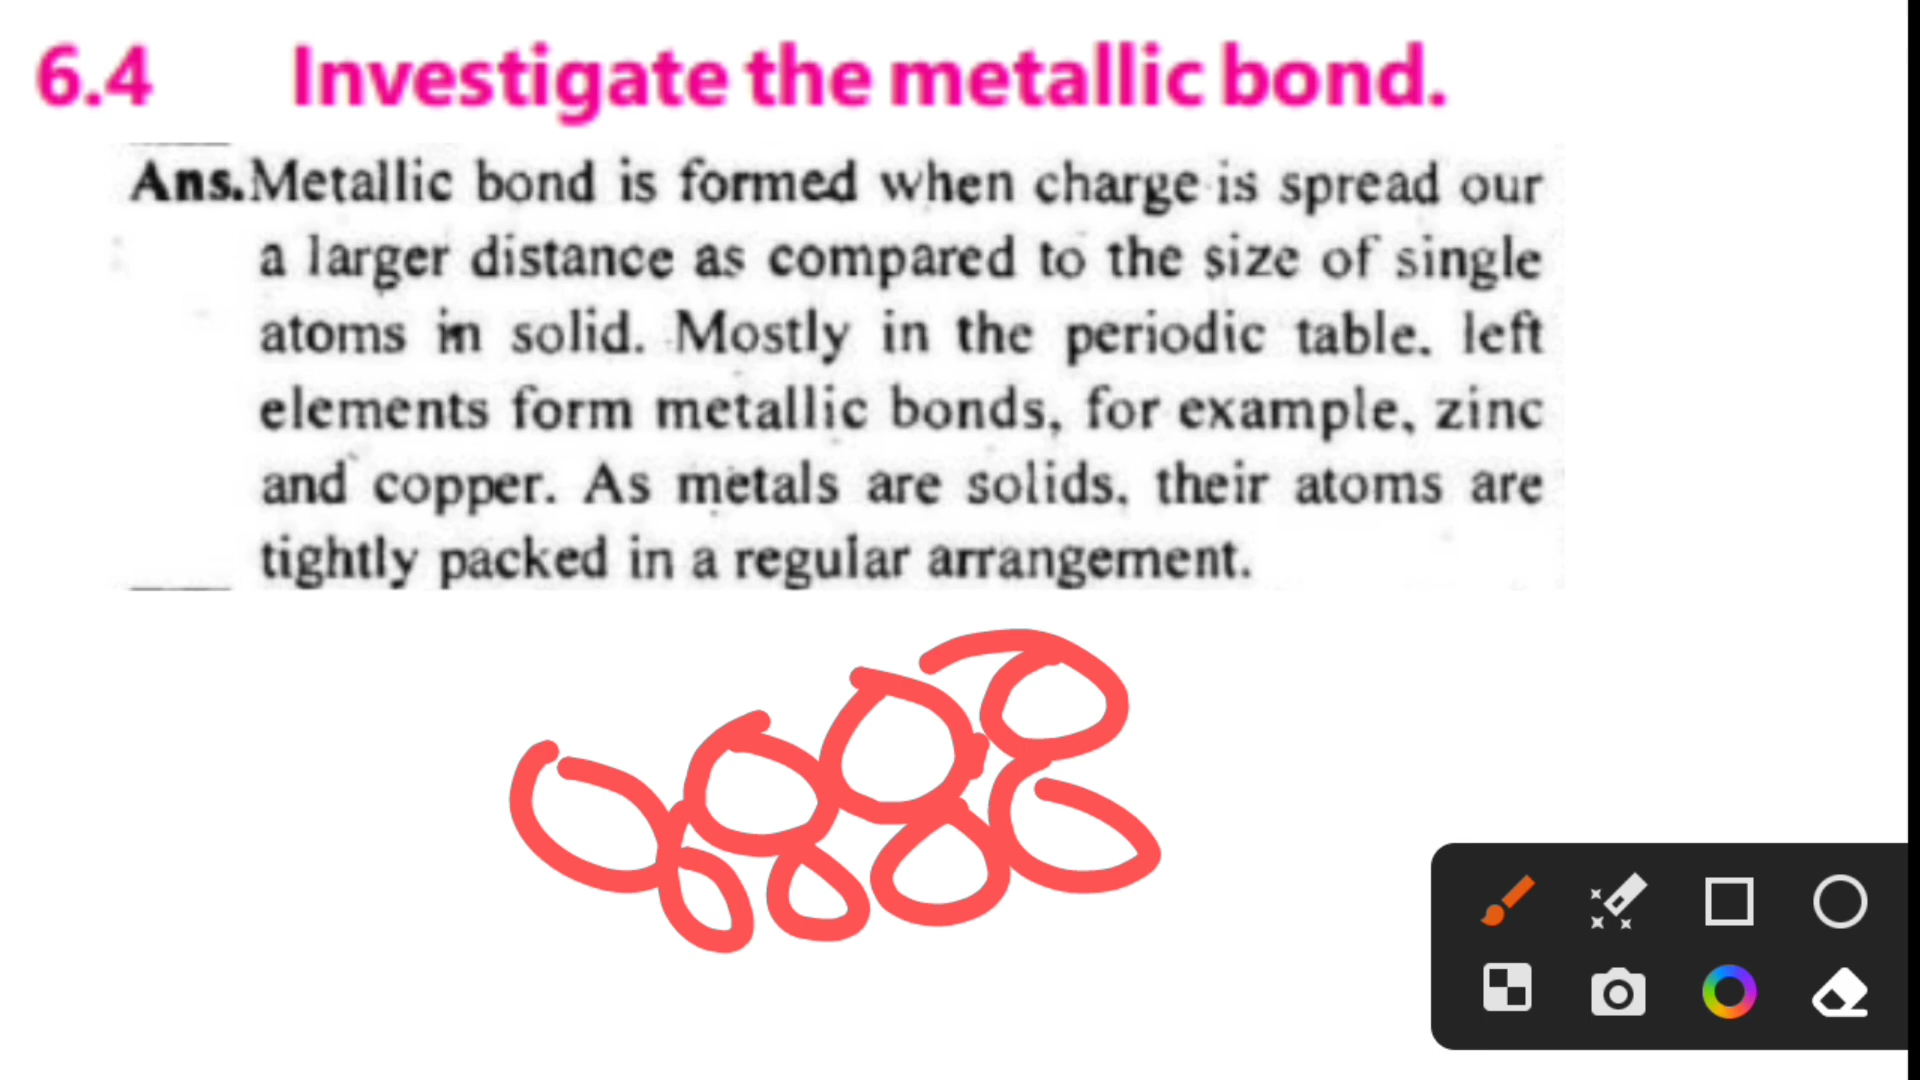 6.4 Investigate the metallic bond.
Ans. Metallic bond is formed when charge is spread our
a larger distance as compared to the size of single
atoms in solid. Mostly in the periodic table. left
elements form metallic bonds, for example, zinc
and copper. As metals are solids, their atoms are
tightly packed in a regular arrangement.